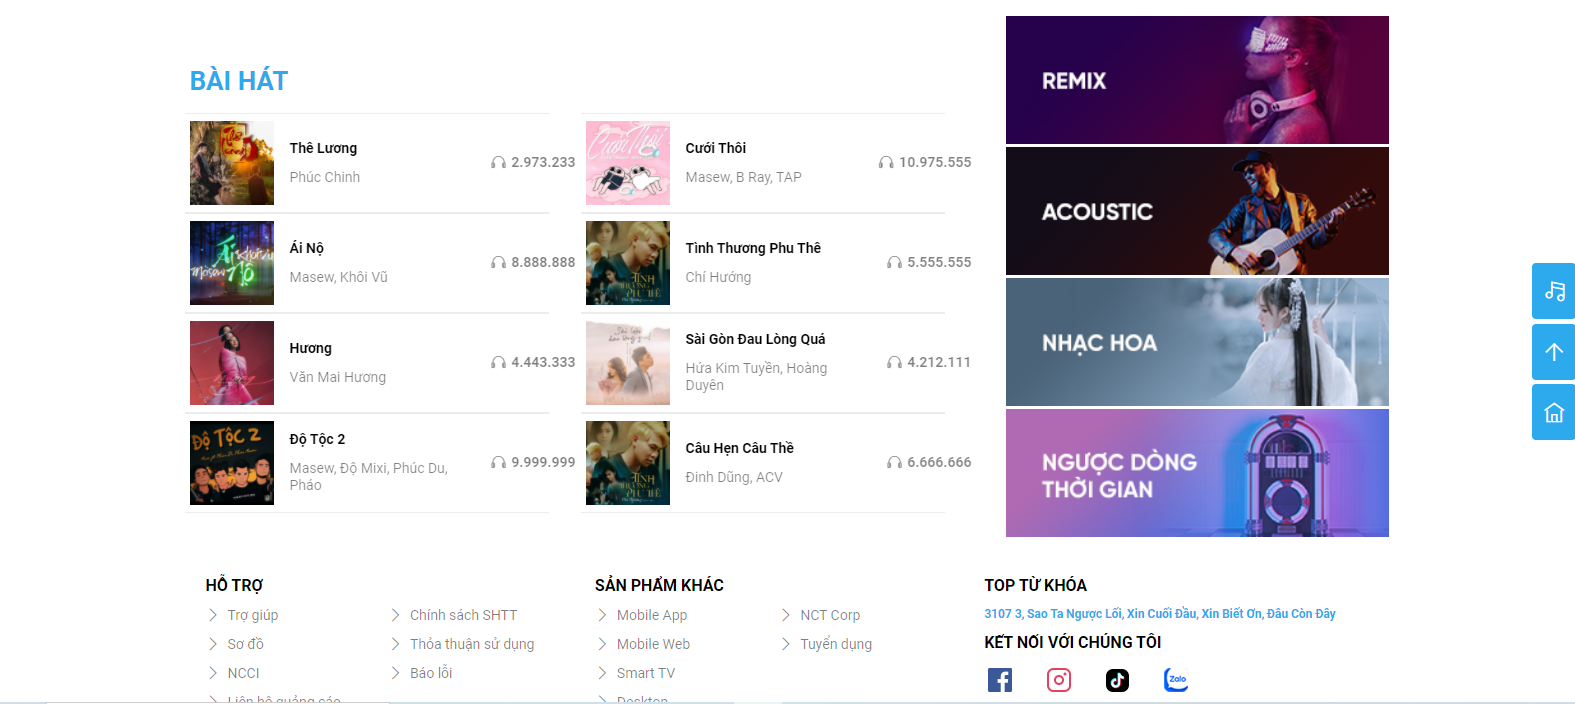 BÀI HÁT
Thê Lương
Phúc Chinh
2.973.233
Cưới Thôi
Masew, B Ray, TAP
10.975.555
Ái Nộ
Masew, Khôi Vũ
8.888.888
Tình Thương Phu Thê
Chí Hướng
5.555.555
Hương
Văn Mai Hương
4.443.333
Sài Gòn Đau Lòng Quá
Hứa Kim Tuyền, Hoàng
Duyên
4.212.111
Độ Tộc 2
Masew, Độ Mixi, Phúc Du,
Pháo
9.999.999
Câu Hẹn Câu Thề
Đinh Dũng, ACV
6.666.666
REMIX
ACOUSTIC
NHẠC HOA
NGƯỢC DÒNG
THỜI GIAN
HỖ TRỢ
Trợ giúp
Sơ đồ
NCCI
Liên hệ quảng cáo
Chính sách SHTT
Thỏa thuận sử dụng
Báo lỗi
SẢN PHẨM KHÁC
Mobile App
Mobile Web
Smart TV
Desktop
NCT Corp
Tuyển dụng
TOP TỪ KHÓA
3107 3, Sao Ta Ngược Lối, Xin Cuối Đầu, Xin Biết Ơn, Đâu Còn Đây
KẾT NỐI VỚI CHÚNG TÔI
Zalo